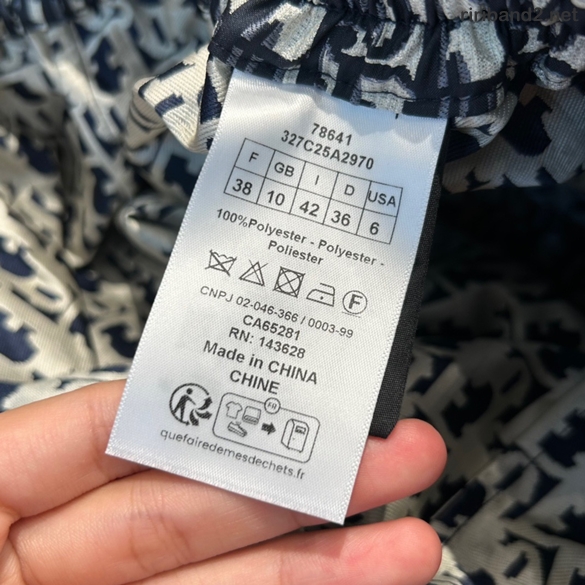 78641
327C25A2970
F GB I D USA
38 10 42 36 6
100%Polyester - Polyester -
Poliester
F
CNPJ 02-046-366 / 0003-99
CA65281
RN: 143628
Made in CHINA
CHINE
FR
quefairedemesdechets.fr